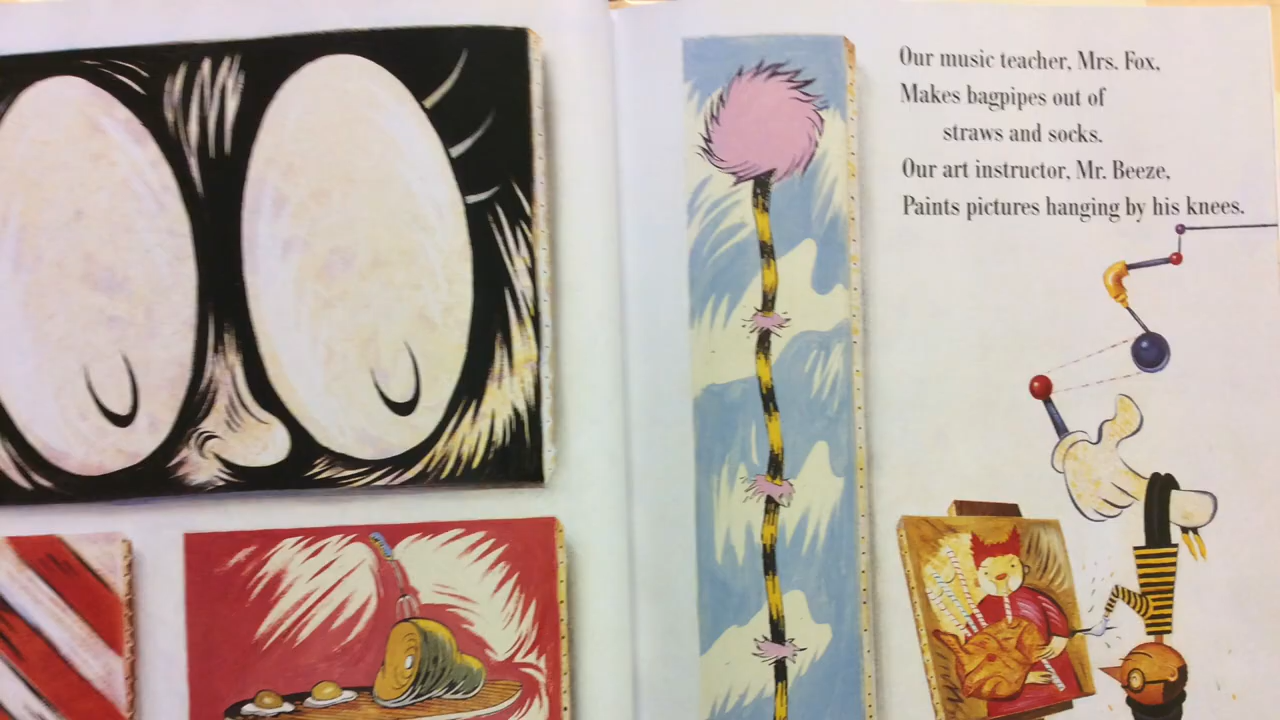 Our music teacher, Mrs. Fox,
Makes bagpipes out of
straws and socks.
Our art instructor, Mr. Beeze,
Paints pictures hanging by his knees.